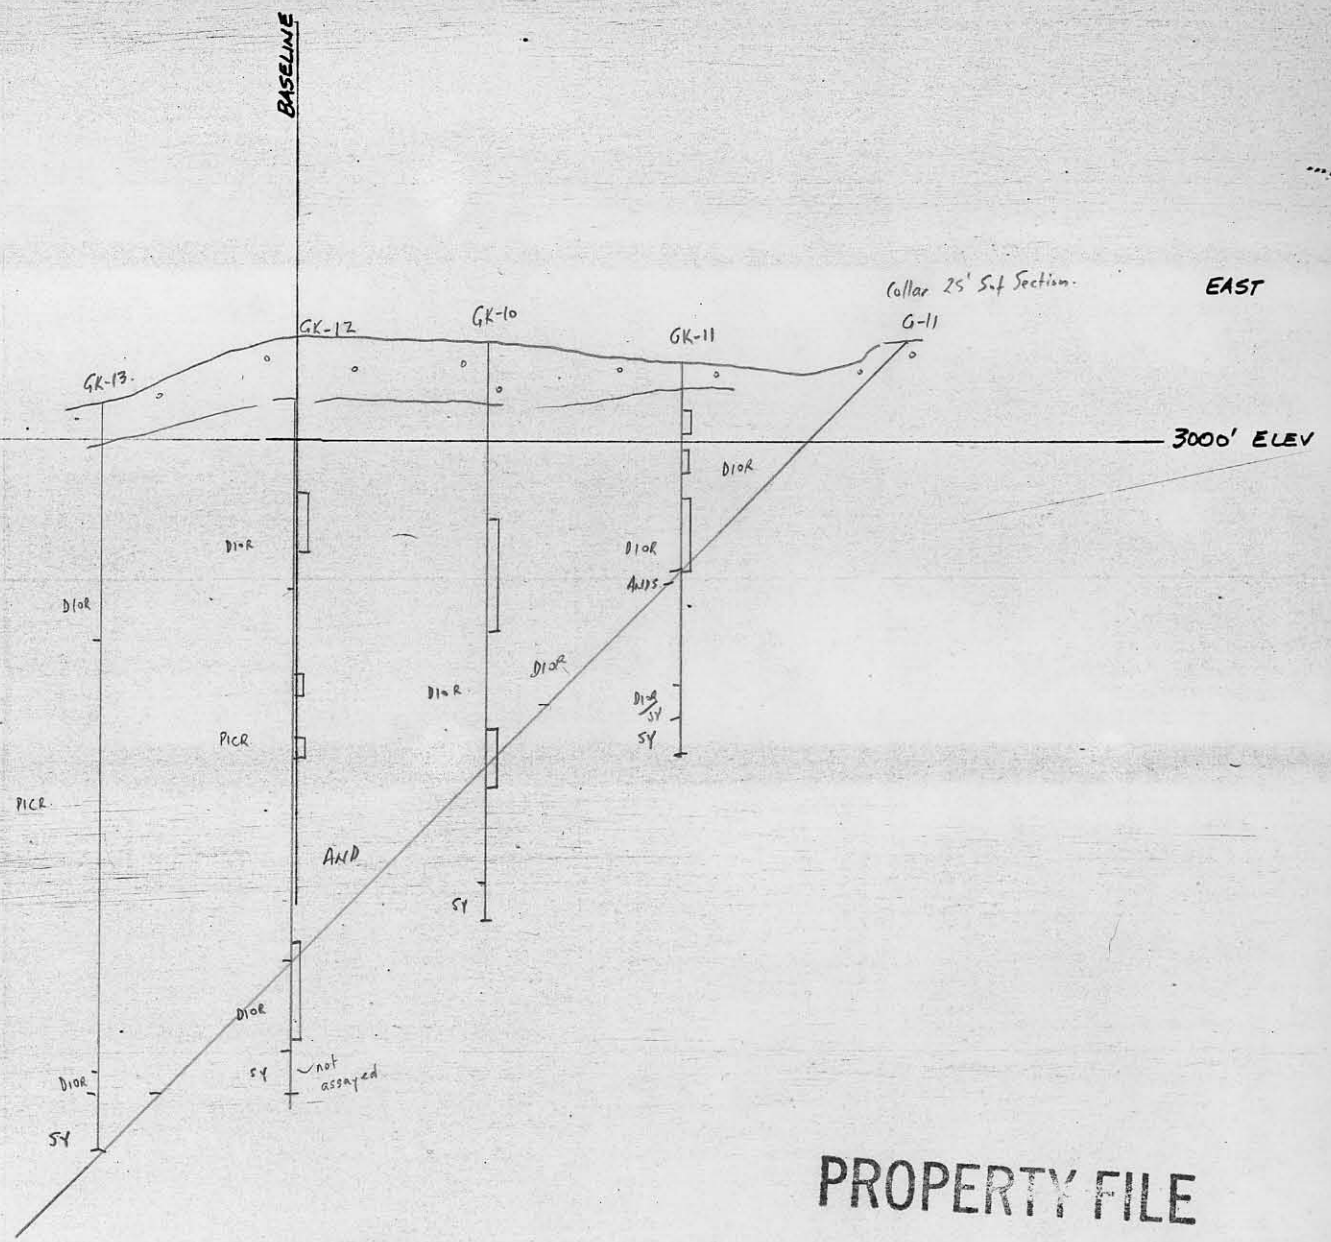 BASELINE
Collar 25' S of Section.
EAST
G-11
GK-10
GK-12
GK-11
GK-13.
3000' ELEV
DIOR
DIOR
DIOR
ANDS.
DIOR
DIOR
DIOR
DIOR
/SY
SY
PICR
PICR.
AND
SY
DIOR
SY
not
assayed
DIOR
SY
PROPERTY FILE